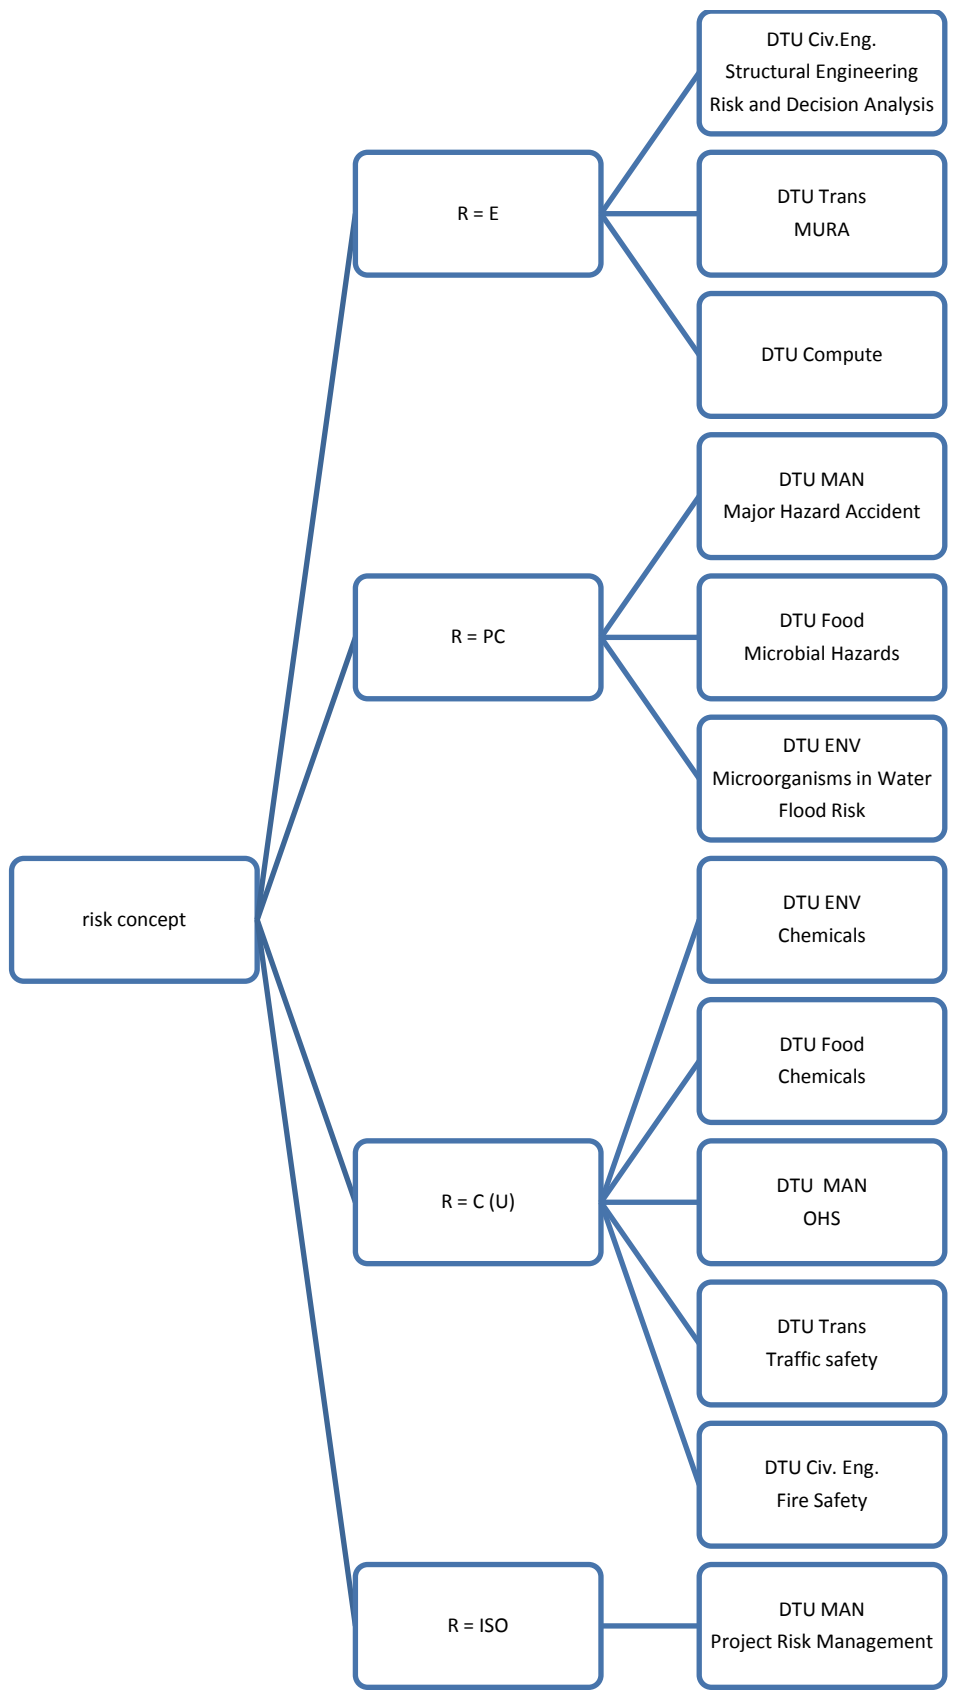 DTU Civ.Eng.
Structural Engineering
Risk and Decision Analysis
R = E
DTU Trans
MURA
DTU Compute
DTU MAN
Major Hazard Accident
R = PC
DTU Food
Microbial Hazards
DTU ENV
Microorganisms in Water
Flood Risk
risk concept
DTU ENV
Chemicals
DTU Food
Chemicals
R = C (U)
DTU  MAN
OHS
DTU Trans
Traffic safety
DTU Civ. Eng.
Fire Safety
R = ISO
DTU MAN
Project Risk Management